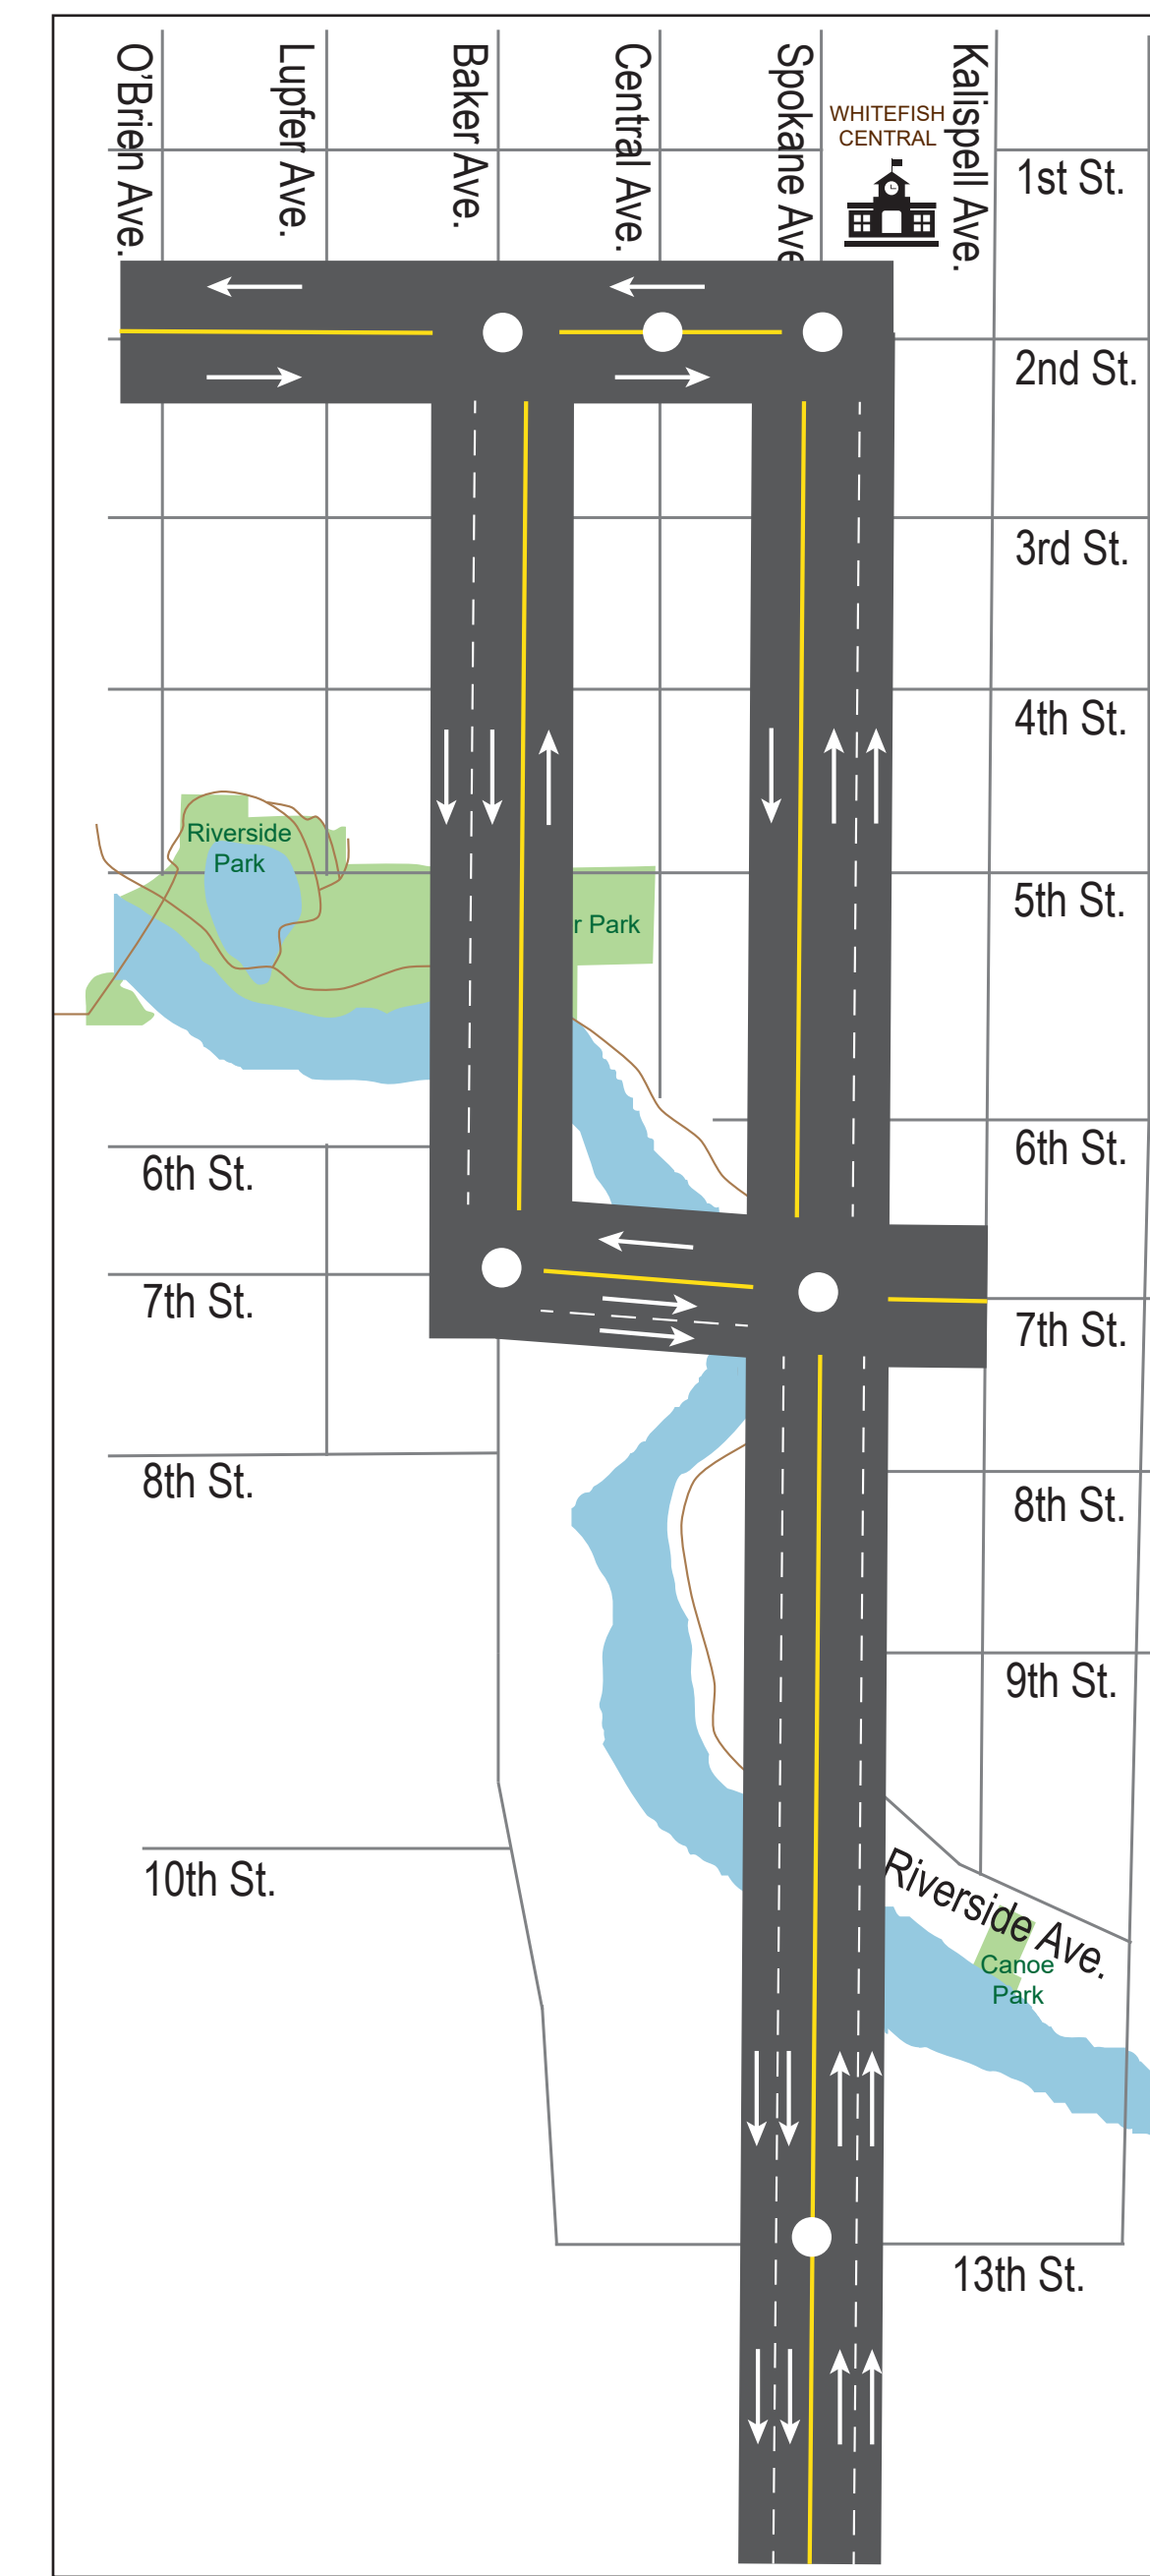 O'Brien Ave.
Lupfer Ave.
Baker Ave.
Central Ave.
Spokane Ave
Kalispell Ave.
WHITEFISH
CENTRAL
1st St.
2nd St.
3rd St.
4th St.
Riverside
Park
5th St.
r Park
6th St.
6th St.
7th St.
7th St.
8th St.
8th St.
9th St.
10th St.
Riverside Ave.
Canoe
Park
13th St.